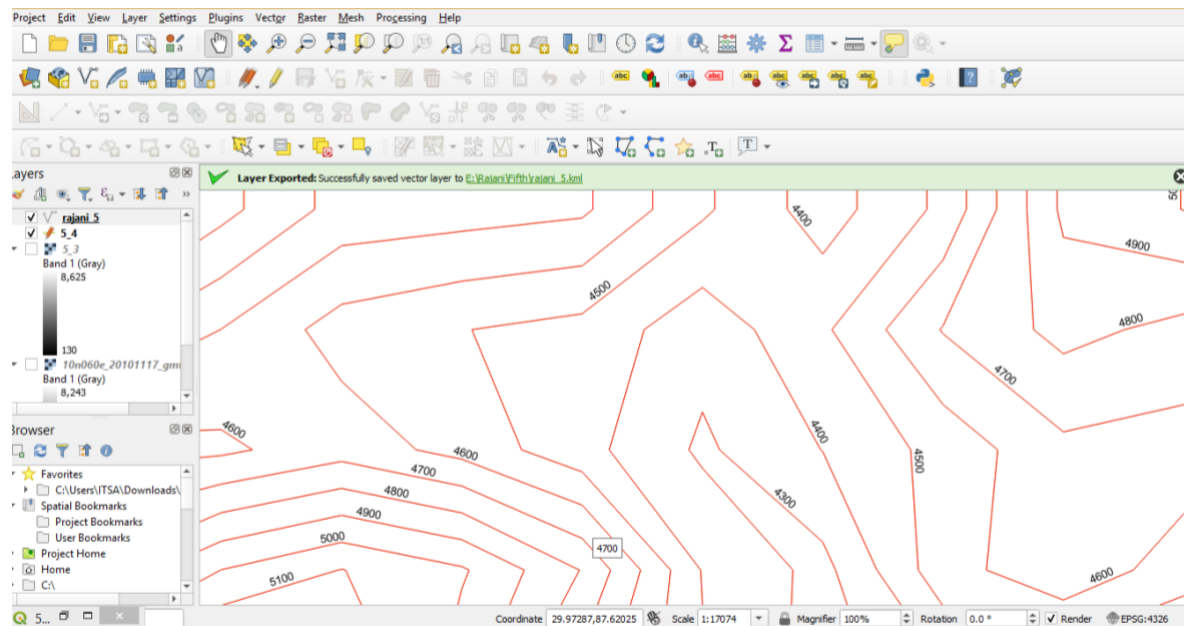 Project Edit View Layer Settings Plugins Vector Raster Mesh Processing Help
ayers
Layer Exported: Successfully saved vector layer to E:\Rajani\Fifth\rajani_5.kml
rajani_5
5_4
5_3
Band 1 (Gray)
8,625
130
10n060e_20101117_gm
Band 1 (Gray)
8,243
rowser
Favorites
C:\Users\ITSA\Downloads\
Spatial Bookmarks
Project Bookmarks
User Bookmarks
Project Home
Home
C:\
4400
4900
4500
4800
4700
4600
4600
4400
4700
4500
4800
4300
4900
5000
4700
5100
4600
5... Coordinate 29.97287,87.62025 Scale 1:17074 Magnifier 100% Rotation 0.0 ° Render EPSG:4326